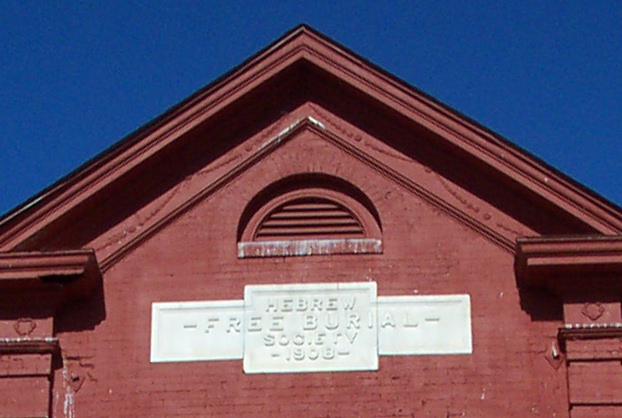 HEBREW
- FREE BURIAL -
SOCIETY
- 1908 -